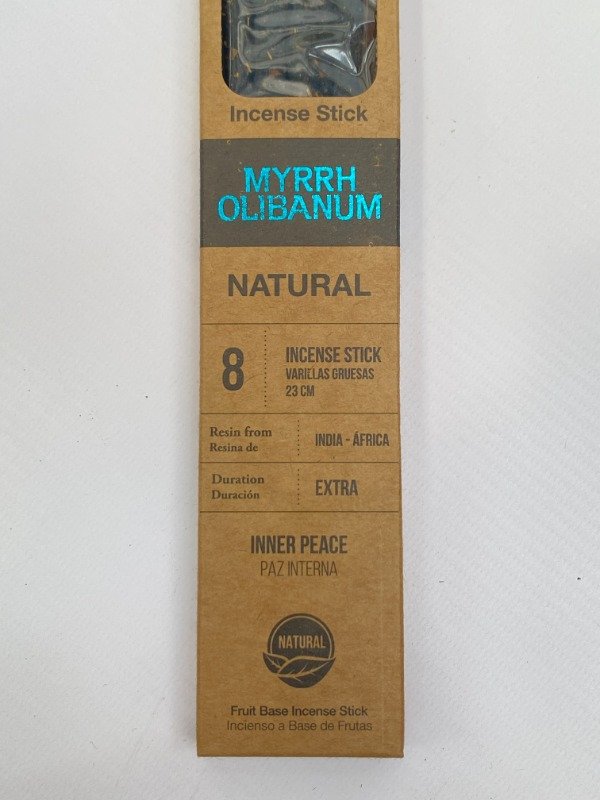 Incense Stick
MYRRH
OLIBANUM
NATURAL
8
INCENSE STICK
VARILLAS GRUESAS
23 CM
Resin from
Resina de
INDIA - ÁFRICA
Duration
Duración
EXTRA
INNER PEACE
PAZ INTERNA
NATURAL
Fruit Base Incense Stick
Incienso a Base de Frutas